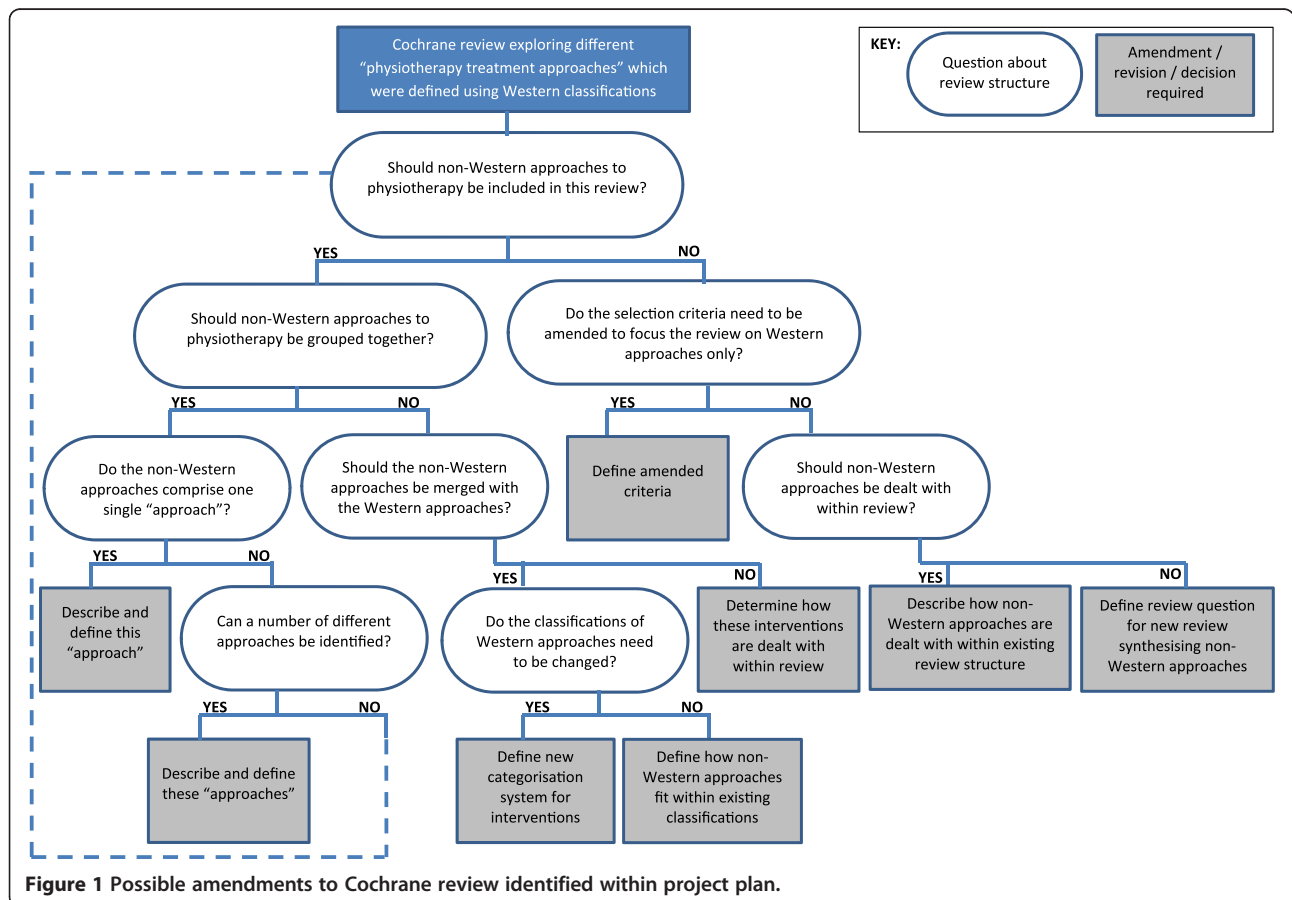 Cochrane review exploring different
“physiotherapy treatment approaches” which
were defined using Western classifications
KEY:
Question about
review structure
Amendment /
revision / decision
required
Should non-Western approaches to
physiotherapy be included in this review?
YES
NO
Should non-Western approaches to
physiotherapy be grouped together?
Do the selection criteria need to be
amended to focus the review on Western
approaches only?
YES
NO
YES
NO
Do the non-Western
approaches comprise one
single “approach”?
Should the non-Western
approaches be merged with
the Western approaches?
Define amended
criteria
Should non-Western
approaches be dealt with
within review?
YES
NO
YES
NO
YES
NO
Describe and
define this
“approach”
Can a number of different
approaches be identified?
Do the classifications of
Western approaches need
to be changed?
Determine how
these interventions
are dealt with
within review
Describe how non-
Western approaches are
dealt with within existing
review structure
Define review question
for new review
synthesising non-
Western approaches
YES
NO
YES
NO
Describe and define
these “approaches”
Define new
categorisation
system for
interventions
Define how non-
Western approaches
fit within existing
classifications
Figure 1 Possible amendments to Cochrane review identified within project plan.